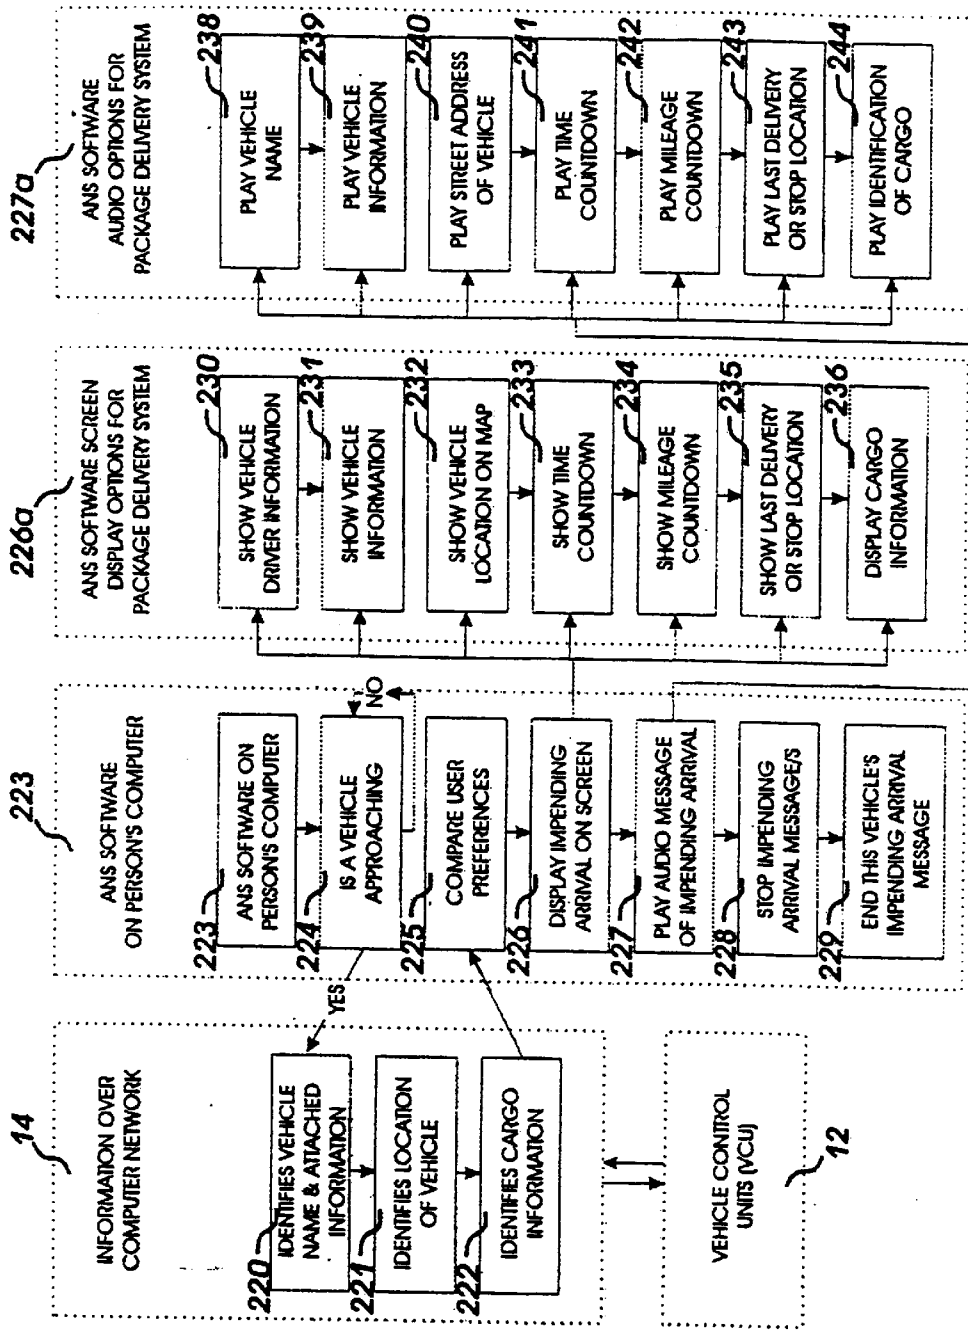 14
INFORMATION OVER
COMPUTER NETWORK
220
IDENTIFIES VEHICLE
NAME & ATTACHED
INFORMATION
221
IDENTIFIES LOCATION
OF VEHICLE
222
IDENTIFIES CARGO
INFORMATION
VEHICLE CONTROL
UNITS (VCU)
12
YES
223
ANS SOFTWARE
ON PERSON'S COMPUTER
223
ANS SOFTWARE ON
PERSON'S COMPUTER
224
IS A VEHICLE
APPROACHING
NO
225
COMPARE USER
PREFERENCES
226
DISPLAY IMPENDING
ARRIVAL ON SCREEN
227
PLAY AUDIO MESSAGE
OF IMPENDING ARRIVAL
228
STOP IMPENDING
ARRIVAL MESSAGE/S
229
END THIS VEHICLE'S
IMPENDING ARRIVAL
MESSAGE
226a
ANS SOFTWARE SCREEN
DISPLAY OPTIONS FOR
PACKAGE DELIVERY SYSTEM
230
SHOW VEHICLE
DRIVER INFORMATION
231
SHOW VEHICLE
INFORMATION
232
SHOW VEHICLE
LOCATION ON MAP
233
SHOW TIME
COUNTDOWN
234
SHOW MILEAGE
COUNTDOWN
235
SHOW LAST DELIVERY
OR STOP LOCATION
236
DISPLAY CARGO
INFORMATION
227a
ANS SOFTWARE
AUDIO OPTIONS FOR
PACKAGE DELIVERY SYSTEM
238
PLAY VEHICLE
NAME
239
PLAY VEHICLE
INFORMATION
240
PLAY STREET ADDRESS
OF VEHICLE
241
PLAY TIME
COUNTDOWN
242
PLAY MILEAGE
COUNTDOWN
243
PLAY LAST DELIVERY
OR STOP LOCATION
244
PLAY IDENTIFICATION
OF CARGO